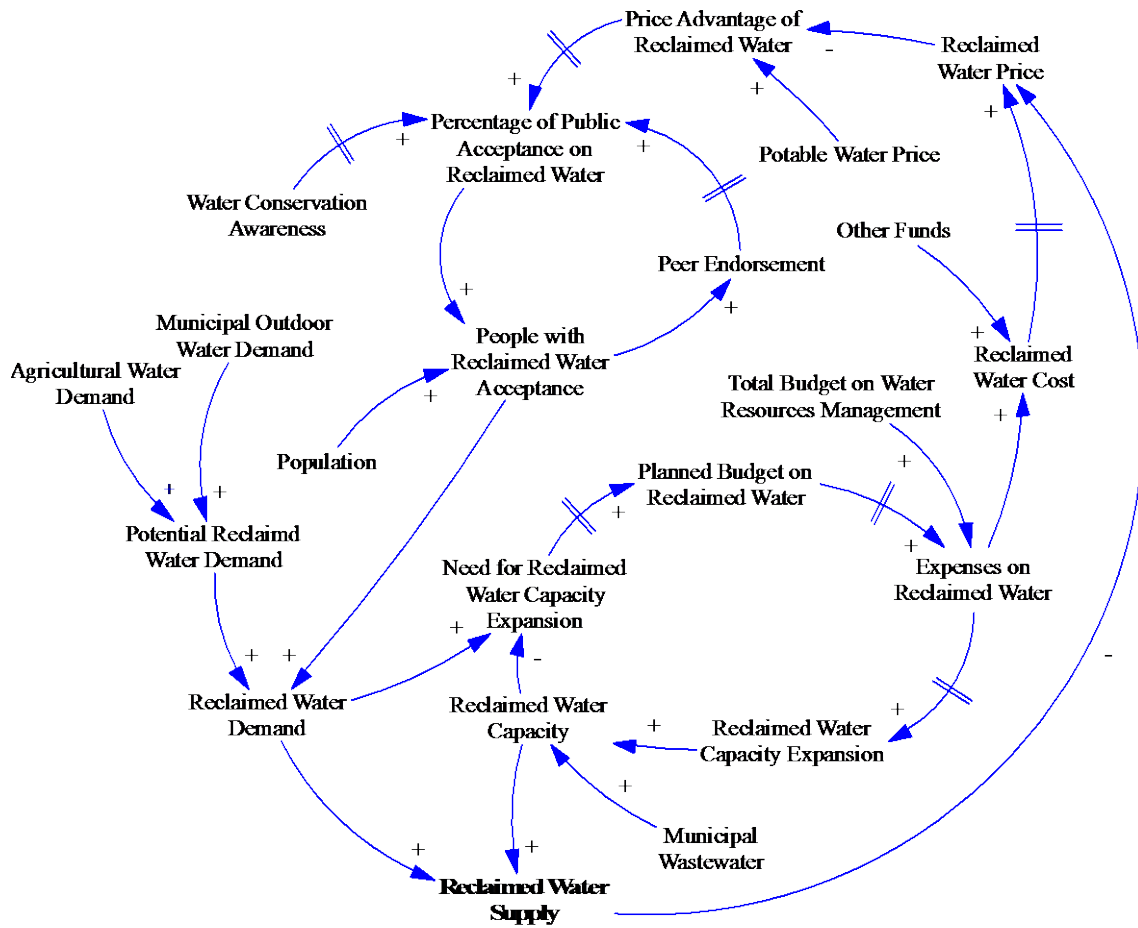 Price Advantage of
Reclaimed Water
Reclaimed
Water Price
-
+
+
+
Percentage of Public
Acceptance on
Reclaimed Water
+
+
Potable Water Price
Water Conservation
Awareness
Other Funds
Peer Endorsement
+
+
Municipal Outdoor
Water Demand
People with
Reclaimed Water
Acceptance
+
Reclaimed
Water Cost
Agricultural Water
Demand
+
Total Budget on Water
Resources Management
+
Population
+
Planned Budget on
Reclaimed Water
+
+
+
Potential Reclaimd
Water Demand
+
Need for Reclaimed
Water Capacity
Expansion
Expenses on
Reclaimed Water
+
+
+
-
-
Reclaimed Water
Demand
Reclaimed Water
Capacity
+
+
Reclaimed Water
Capacity Expansion
+
Municipal
Wastewater
+
+
Reclaimed Water
Supply